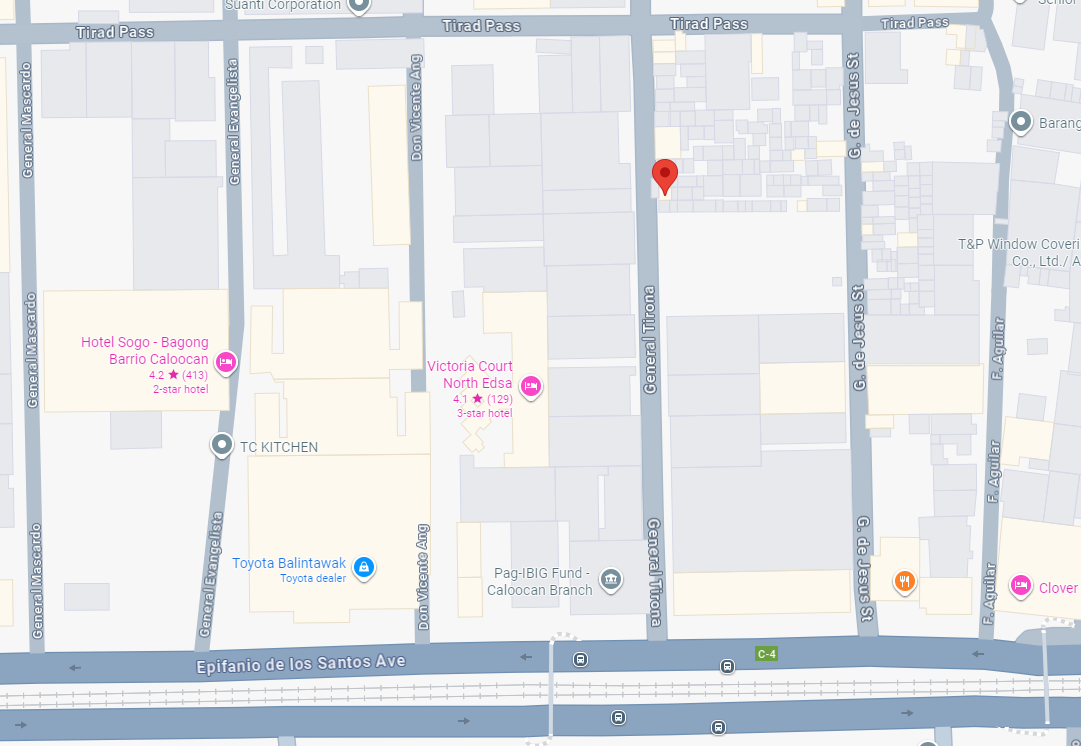 Suanti Corporation
Senior
Tirad Pass
Tirad Pass
Tirad Pass
Tirad Pass
General Mascardo
General Evangelista
Don Vicente Ang
G. de Jesus St
Barang
T&P Window Coveri
Co., Ltd./ A
General Mascardo
General Tirona
G. de Jesus St
F. Aguilar
Hotel Sogo - Bagong
Barrio Caloocan
4.2 ★ (413)
2-star hotel
Victoria Court
North Edsa
4.1 ★ (129)
3-star hotel
TC KITCHEN
F. Aguilar
General Mascardo
General Evangelista
Don Vicente Ang
General Tirona
G. de Jesus St
F. Aguilar
Toyota Balintawak
Toyota dealer
Pag-IBIG Fund -
Caloocan Branch
Clover
Epifanio de los Santos Ave
C-4